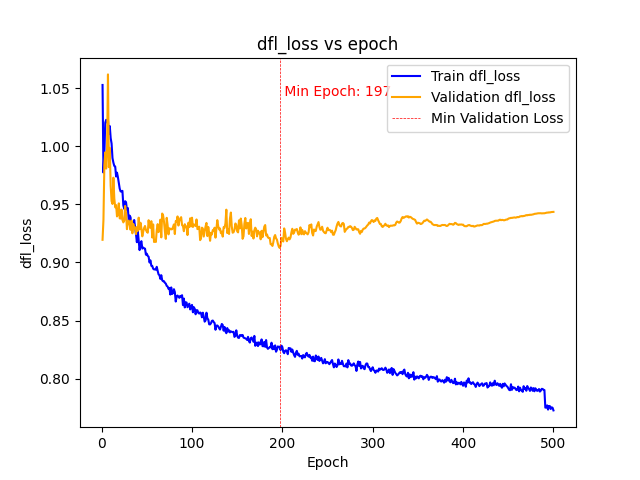 dfl_loss vs epoch
dfl_loss
1.05
1.00
0.95
0.90
0.85
0.80
Min Epoch: 197
Train dfl_loss
Validation dfl_loss
Min Validation Loss
0
100
200
300
400
500
Epoch